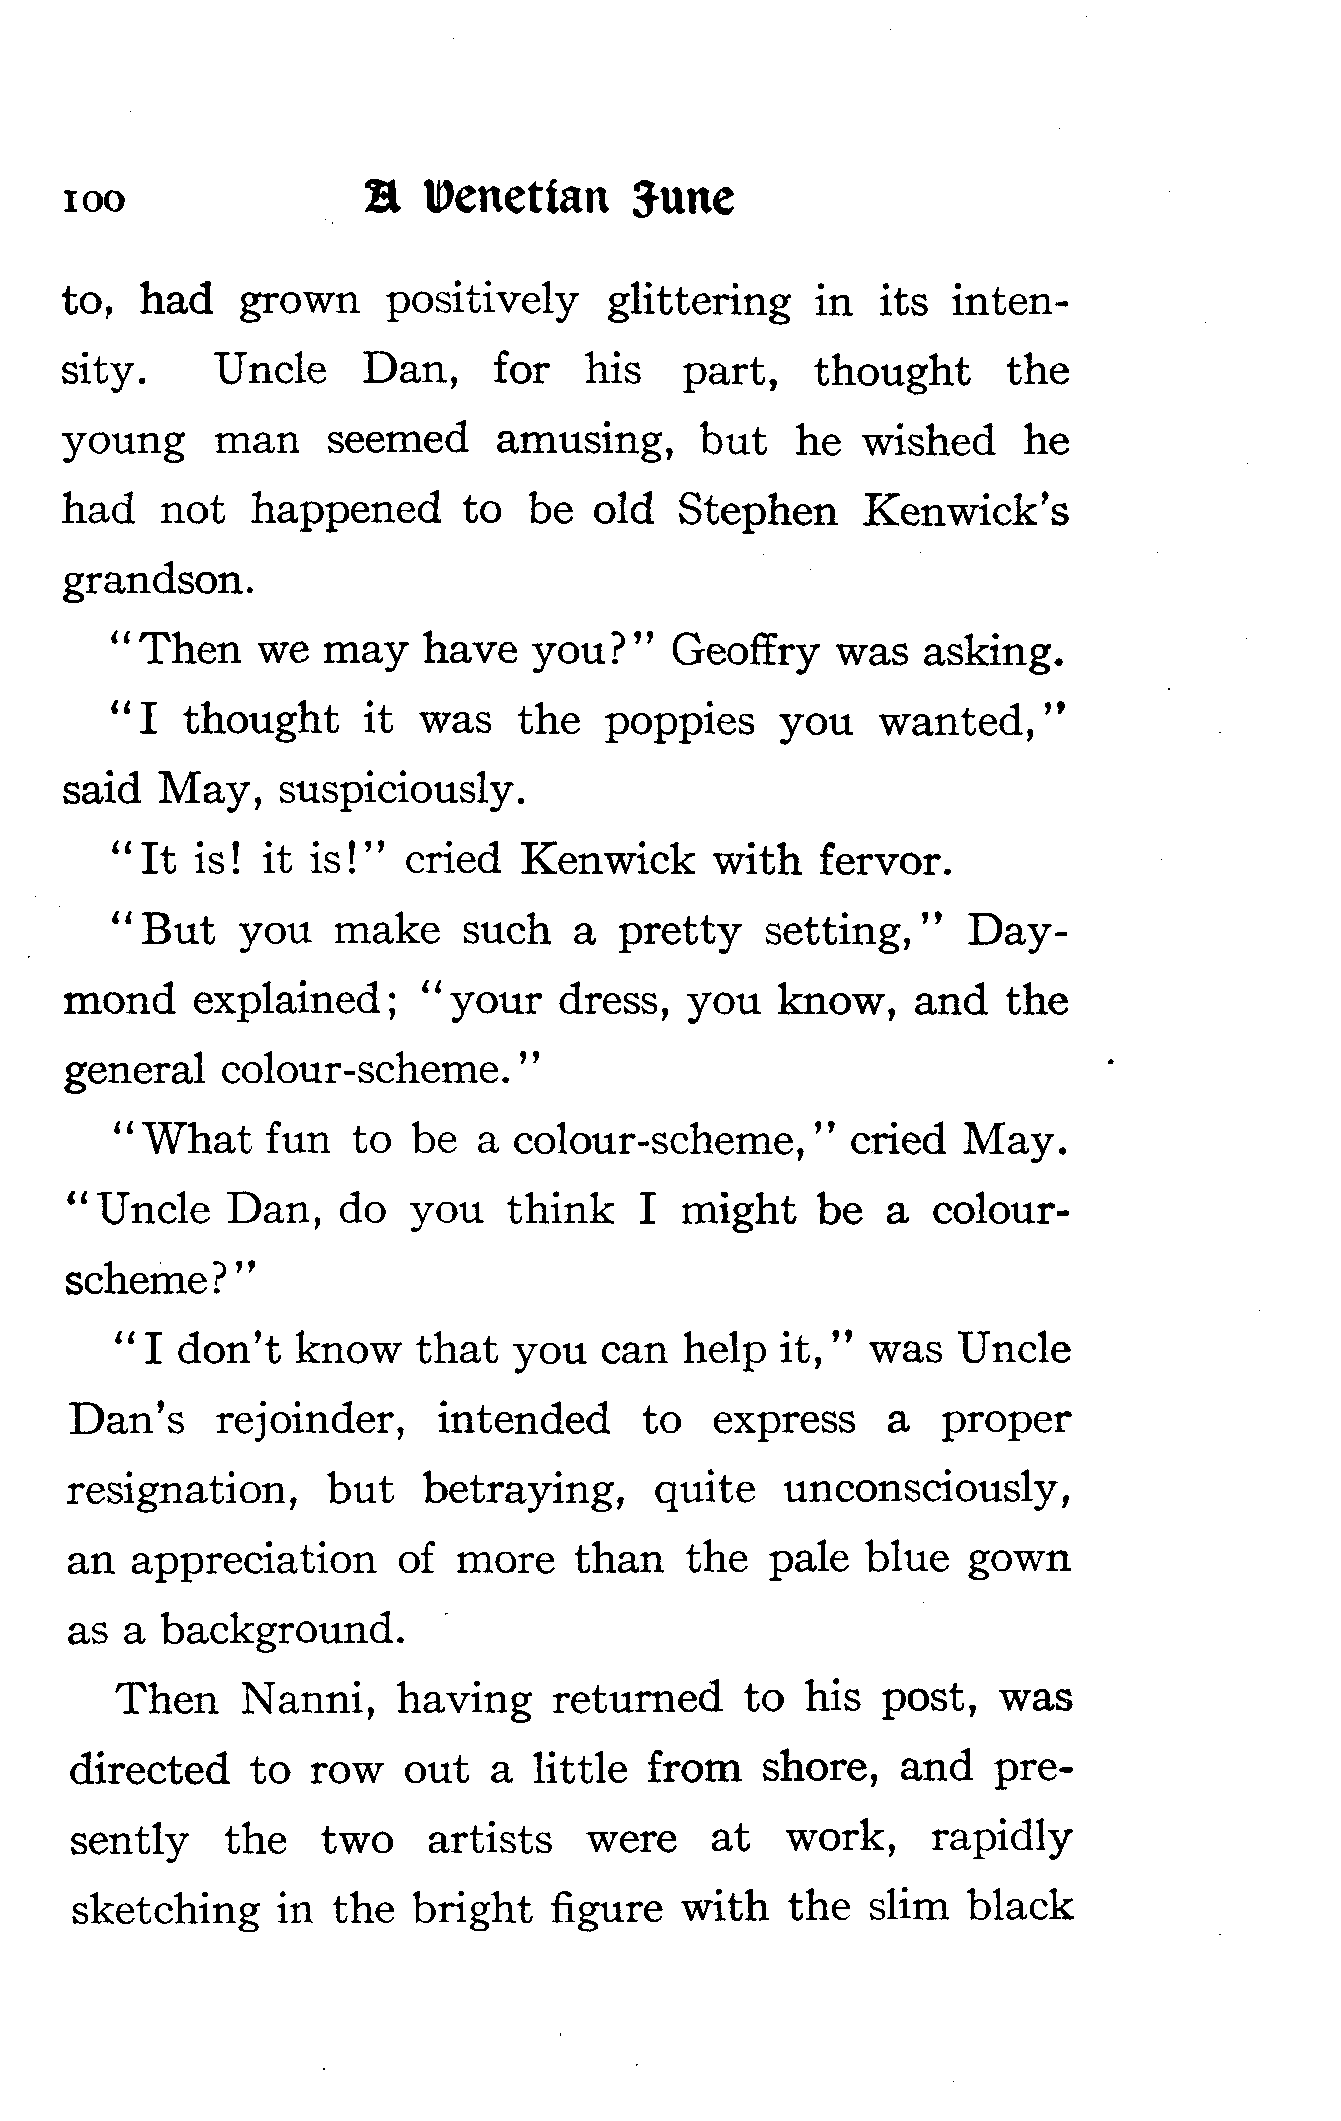 100 A Venetian June
to, had grown positively glittering in its inten-
sity. Uncle Dan, for his part, thought the
young man seemed amusing, but he wished he
had not happened to be old Stephen Kenwick's
grandson.
"Then we may have you?" Geoffry was asking.
"I thought it was the poppies you wanted,"
said May, suspiciously.
"It is! it is!" cried Kenwick with fervor.
"But you make such a pretty setting," Day-
mond explained; "your dress, you know, and the
general colour-scheme."
"What fun to be a colour-scheme," cried May.
"Uncle Dan, do you think I might be a colour-
scheme?"
"I don't know that you can help it," was Uncle
Dan's rejoinder, intended to express a proper
resignation, but betraying, quite unconsciously,
an appreciation of more than the pale blue gown
as a background.
Then Nanni, having returned to his post, was
directed to row out a little from shore, and pre-
sently the two artists were at work, rapidly
sketching in the bright figure with the slim black